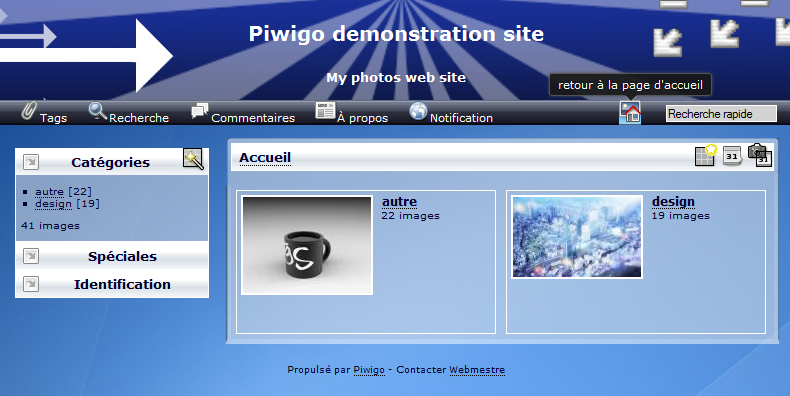 Piwigo demonstration site
My photos web site
retour à la page d'accueil
Tags Recherche Commentaires À propos Notification Recherche rapide
Catégories
autre [22]
design [19]
41 images
Spéciales
Identification
Accueil
31
31
autre
22 images
design
19 images
Propulsé par Piwigo - Contacter Webmestre